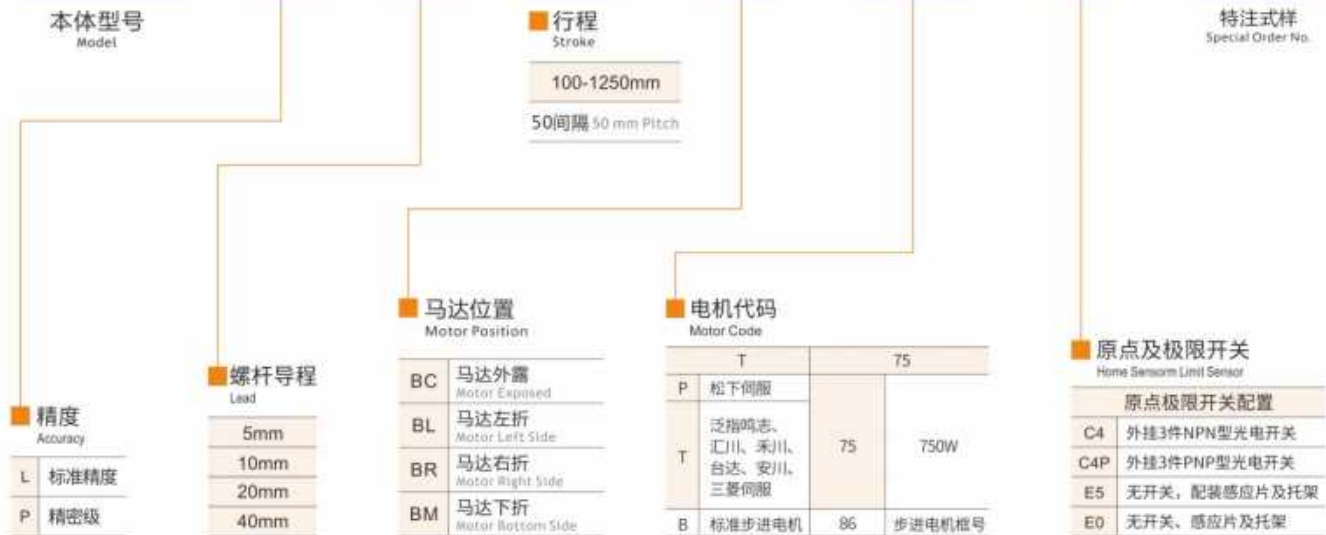 本体型号
Model
行程
Stroke
100-1250mm
50间隔 50 mm Pitch
特注式样
Special Order No.
精度
Accuracy
L 标准精度
P 精密级
螺杆导程
Lead
5mm
10mm
20mm
40mm
马达位置
Motor Position
BC 马达外露
Motor Exposed
BL 马达左折
Motor Left Side
BR 马达右折
Motor Right Side
BM 马达下折
Motor Bottom Side
电机代码
Motor Code
T 75
P 松下伺服
T 泛指鸣志、
汇川、禾川、
台达、安川、
三菱伺服
75 750W
B 标准步进电机 86 步进电机框号
原点及极限开关
Home Sensorm Limit Sensor
原点极限开关配置
C4 外挂3件NPN型光电开关
C4P 外挂3件PNP型光电开关
E5 无开关，配装感应片及托架
E0 无开关、感应片及托架